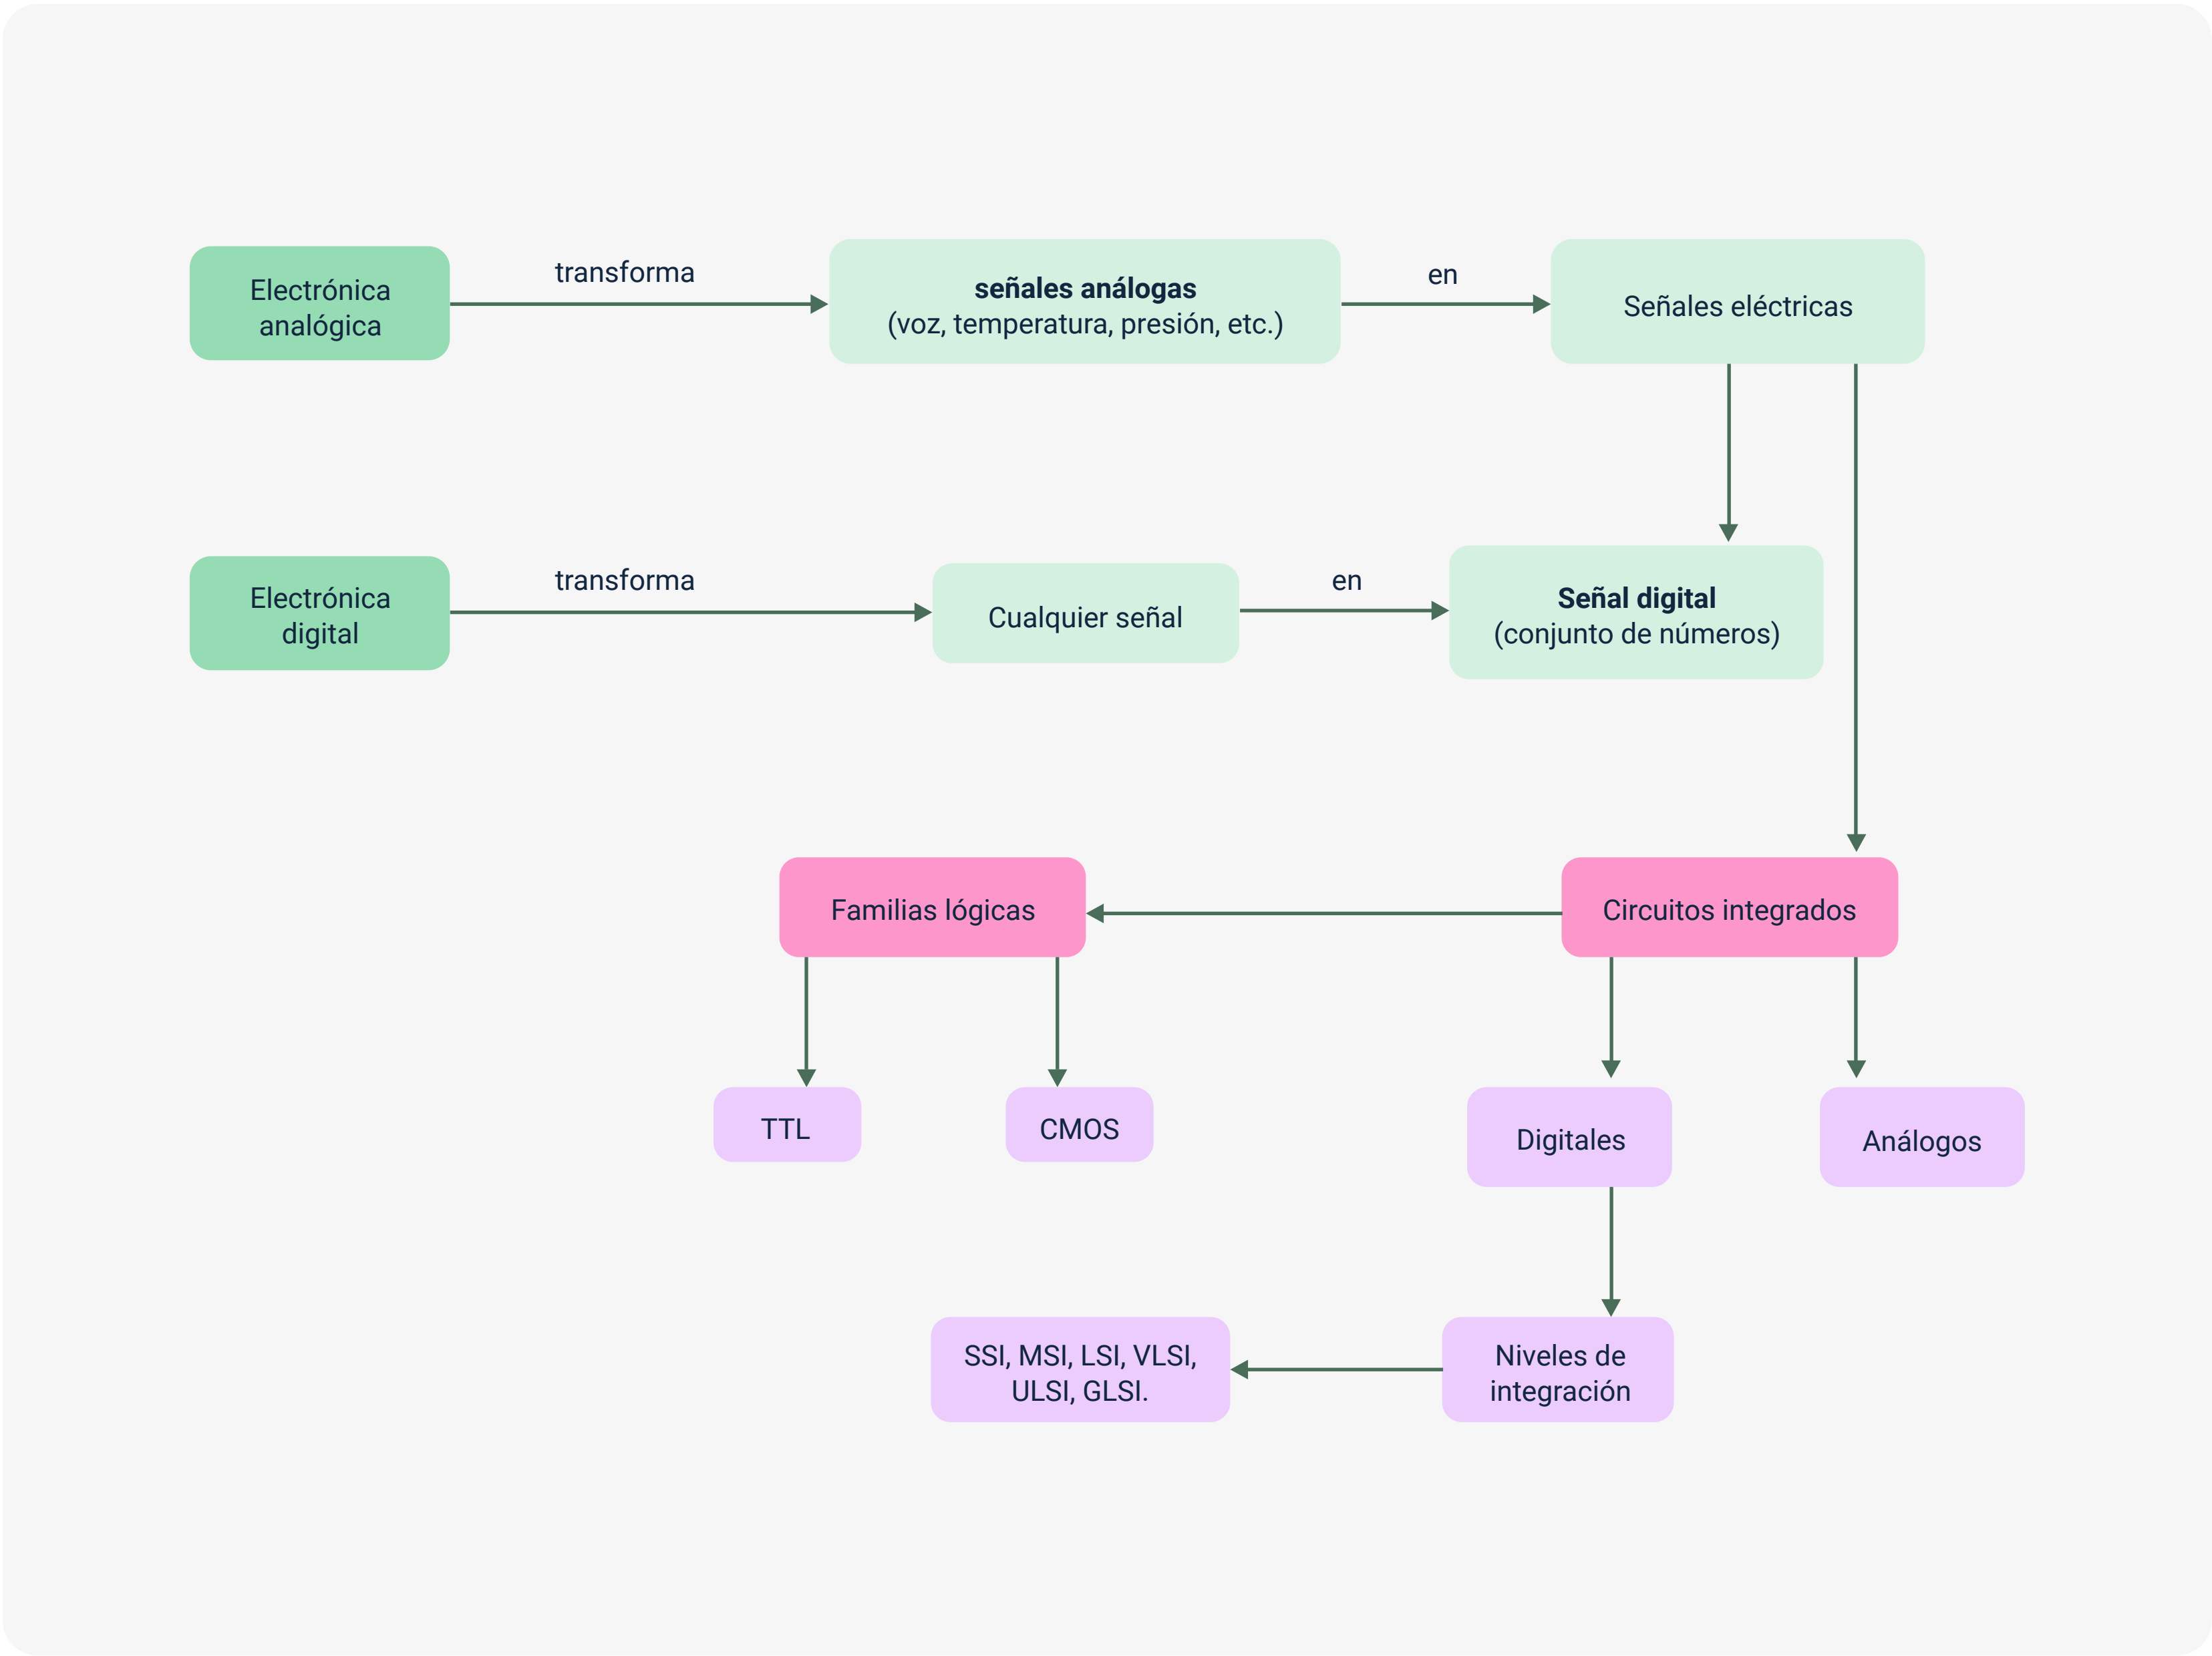 Electrónica
analógica
transforma
señales análogas
(voz, temperatura, presión, etc.)
en
Señales eléctricas
Electrónica
digital
transforma
Cualquier señal
en
Señal digital
(conjunto de números)
Familias lógicas
Circuitos integrados
TTL
CMOS
Digitales
Análogos
SSI, MSI, LSI, VLSI,
ULSI, GLSI.
Niveles de
integración